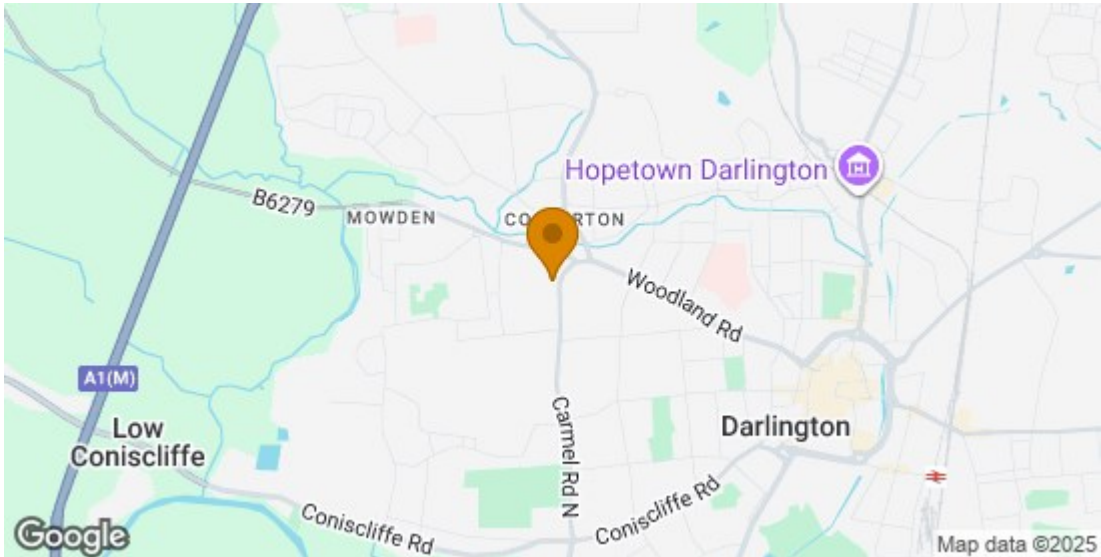 Hopetown Darlington
B6279
MOWDEN
Woodland Rd
A1(M)
Low
Coniscliffe
Carmel Rd N
Darlington
Coniscliffe Rd
Coniscliffe Rd
Google
Map data ©2025